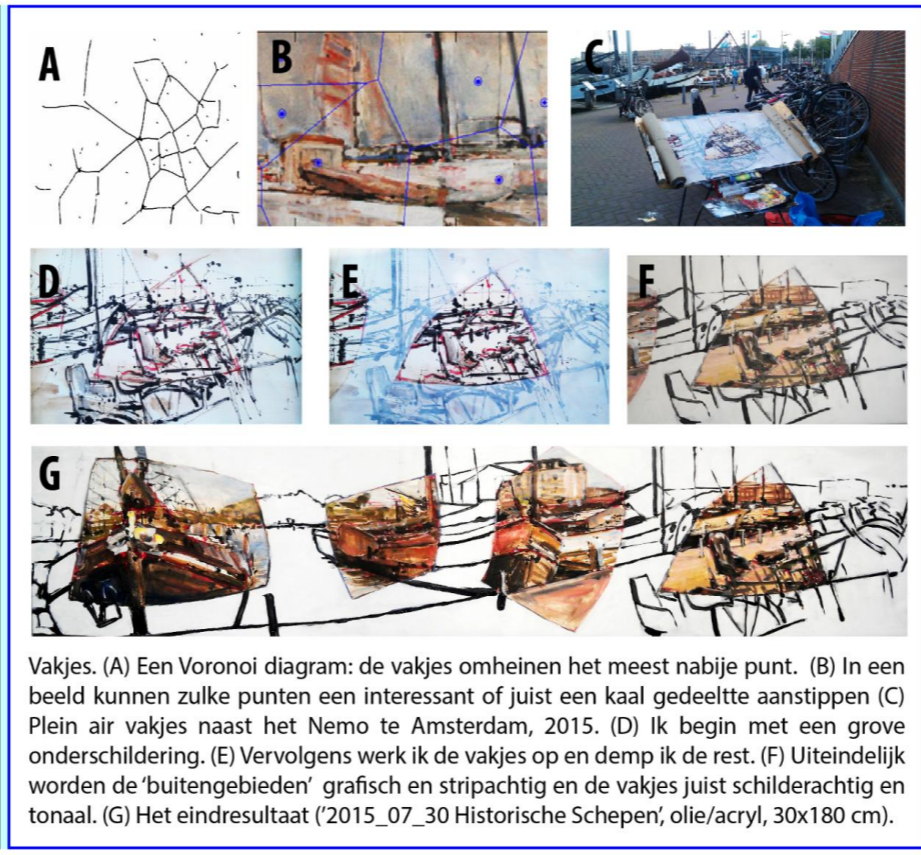 A
B
C
D
E
F
G
Vakjes. (A) Een Voronoi diagram: de vakjes omheinen het meest nabije punt. (B) In een
beeld kunnen zulke punten een interessant of juist een kaal gedeeltte aanstippen (C)
Plein air vakjes naast het Nemo te Amsterdam, 2015. (D) Ik begin met een grove
onderschildering. (E) Vervolgens werk ik de vakjes op en demp ik de rest. (F) Uiteindelijk
worden de ‘buitengebieden’ grafisch en stripachtig en de vakjes juist schilderachtig en
tonaal. (G) Het eindresultaat (‘2015_07_30 Historische Schepen’, olie/acryl, 30x180 cm).